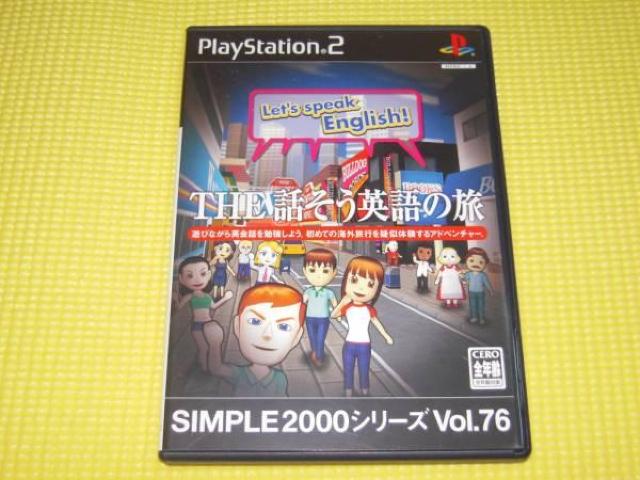 PlayStation.2
Let's speak
English!
BULLDOG
THE 話そう英語の旅
遊びながら英会話を勉強しよう。初めての海外旅行を疑似体験するアドベンチャー。
CERO
全年齢
SIMPLE2000シリーズ Vol.76